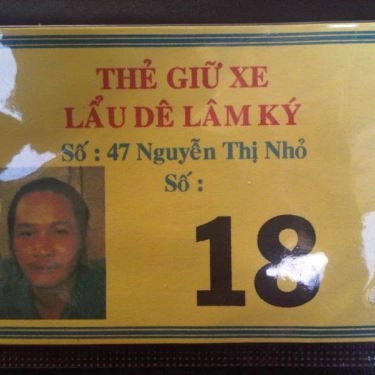 THẺ GIỮ XE
LẨU DÊ LÂM KÝ
Số : 47 Nguyễn Thị Nhỏ
Số :
18